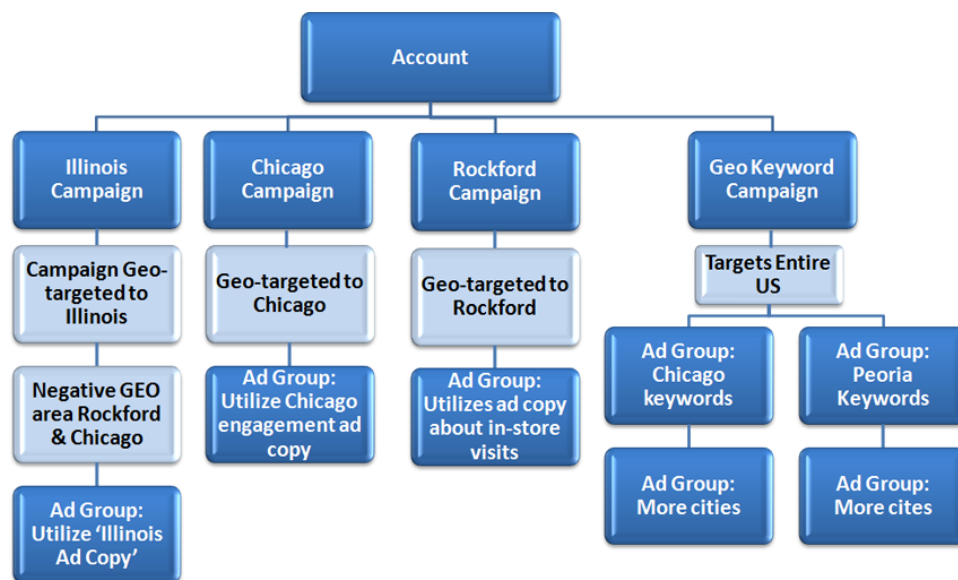 Account
Illinois
Campaign
Chicago
Campaign
Rockford
Campaign
Geo Keyword
Campaign
Campaign Geo-
targeted to
Illinois
Geo-targeted to
Chicago
Geo-targeted to
Rockford
Targets Entire
US
Negative GEO
area Rockford
& Chicago
Ad Group:
Utilize Chicago
engagement ad
copy
Ad Group:
Utilizes ad copy
about in-store
visits
Ad Group:
Chicago
keywords
Ad Group:
Peoria
Keywords
Ad Group:
Utilize ‘Illinois
Ad Copy’
Ad Group:
More cities
Ad Group:
More cites